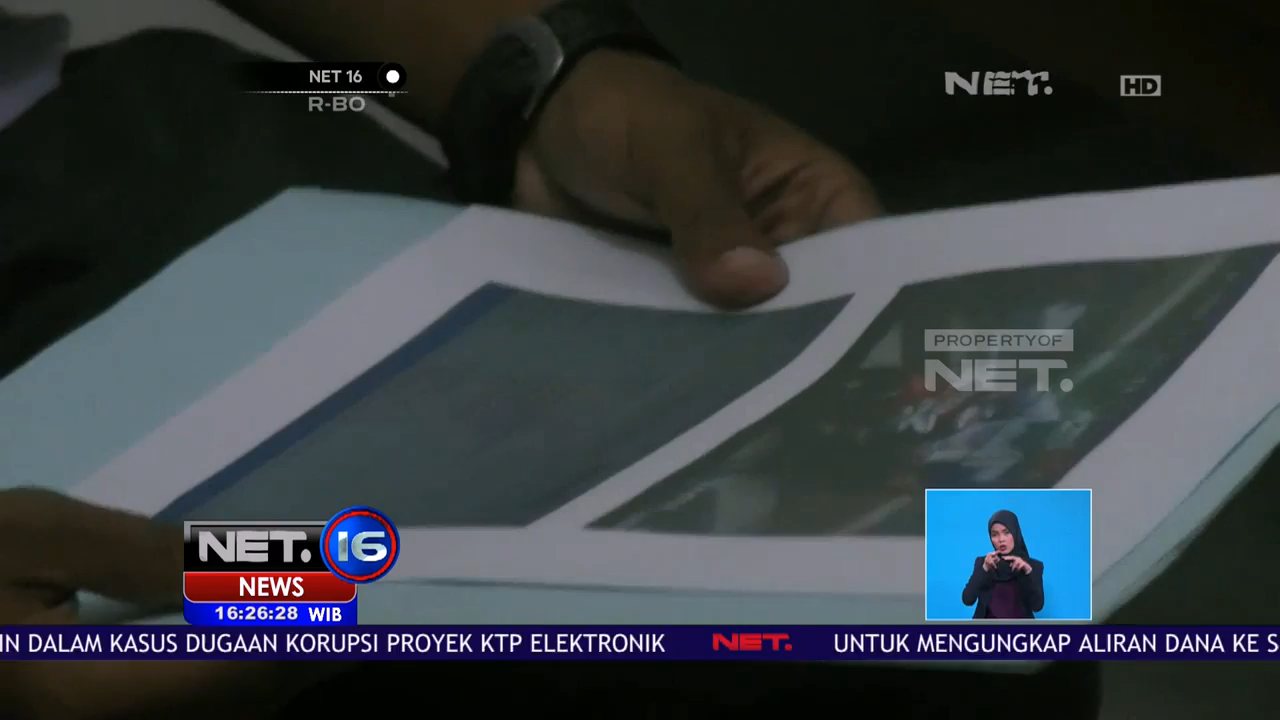 NET 16
R-BO
NET.
HD
PROPERTY OF
NET.
NET. 16
NEWS
16:26:28 WIB
IN DALAM KASUS DUGAAN KORUPSI PROYEK KTP ELEKTRONIK NET. UNTUK MENGUNGKAP ALIRAN DANA KE S